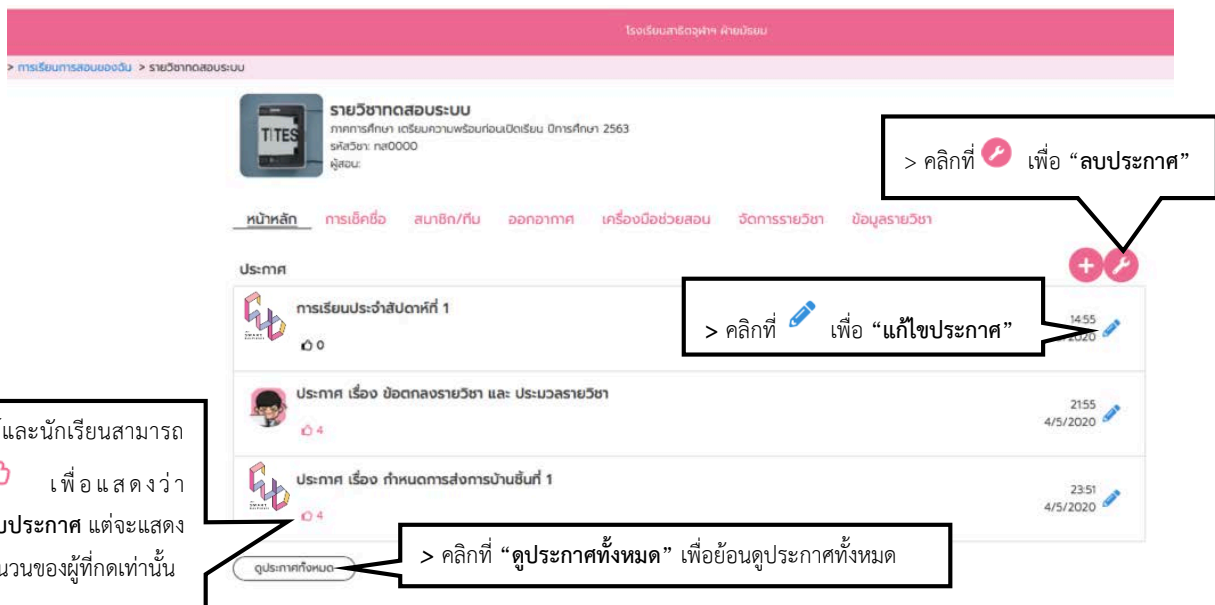 โรงเรียนสาธิตจุฬาฯ ฝ่ายมัธยม
> การเรียนการสอนของฉัน > รายวิชาทดสอบระบบ
รายวิชาทดสอบระบบ
ภาคการศึกษา เตรียมความพร้อมก่อนเปิดเรียน ปีการศึกษา 2563
รหัสวิชา: ทส0000
ผู้สอน:
> คลิกที่ เพื่อ “ลบประกาศ”
หน้าหลัก การเช็คชื่อ สมาชิก/ทีม ออกอากาศ เครื่องมือช่วยสอน จัดการรายวิชา ข้อมูลรายวิชา
ประกาศ
การเรียนประจำสัปดาห์ที่ 1
0
14:55
2020
> คลิกที่ เพื่อ “แก้ไขประกาศ”
ประกาศ เรื่อง ข้อตกลงรายวิชา และ ประมวลรายวิชา
4
21:55
4/5/2020
และนักเรียนสามารถ
เพื่อแสดงว่า
ประกาศ แต่จะแสดง
ของผู้ที่กดเท่านั้น
ประกาศ เรื่อง กำหนดการส่งการบ้านชิ้นที่ 1
4
23:51
4/5/2020
> คลิกที่ “ดูประกาศทั้งหมด” เพื่อย้อนดูประกาศทั้งหมด
ดูประกาศทั้งหมด